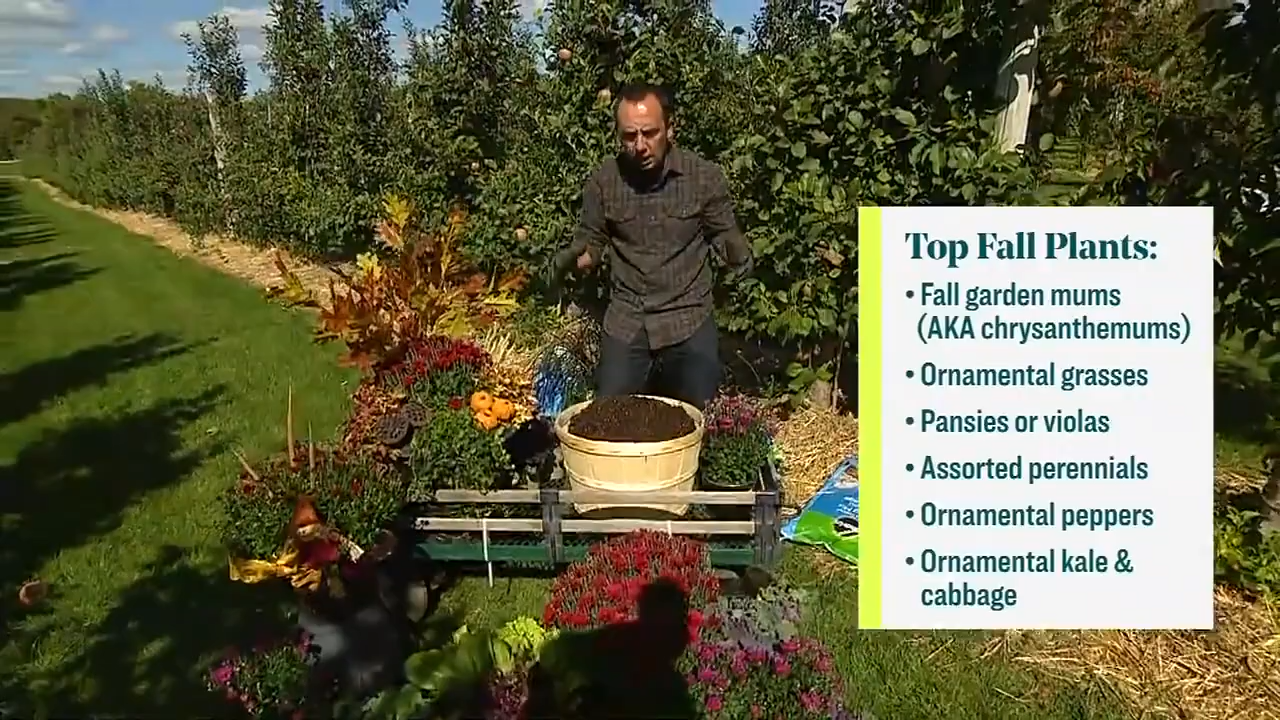 Top Fall Plants:
• Fall garden mums
(AKA chrysanthemums)
• Ornamental grasses
• Pansies or violas
• Assorted perennials
• Ornamental peppers
• Ornamental kale &
cabbage